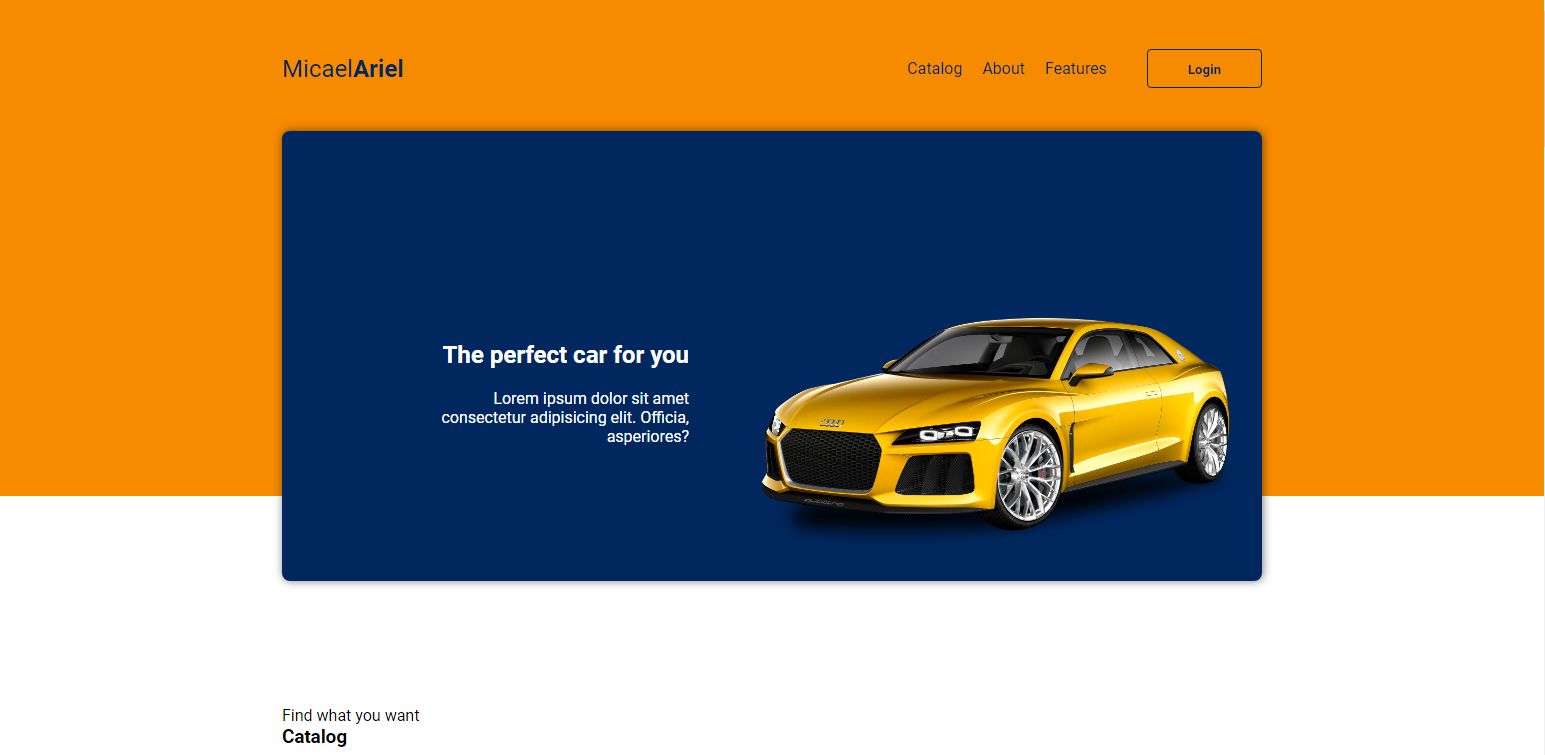 MicaelAriel
Catalog About Features Login
The perfect car for you
Lorem ipsum dolor sit amet
consectetur adipisicing elit. Officia,
asperiores?
quattro
Find what you want
Catalog